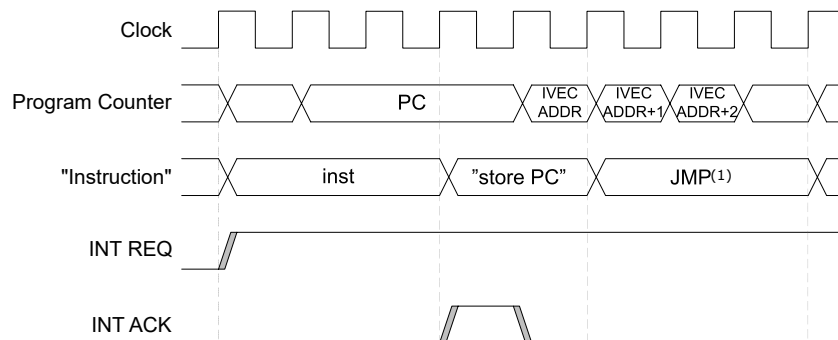 Clock
Program Counter
PC
IVEC
ADDR
IVEC
ADDR+1
IVEC
ADDR+2
"Instruction"
inst
”store PC”
JMP(1)
INT REQ
INT ACK